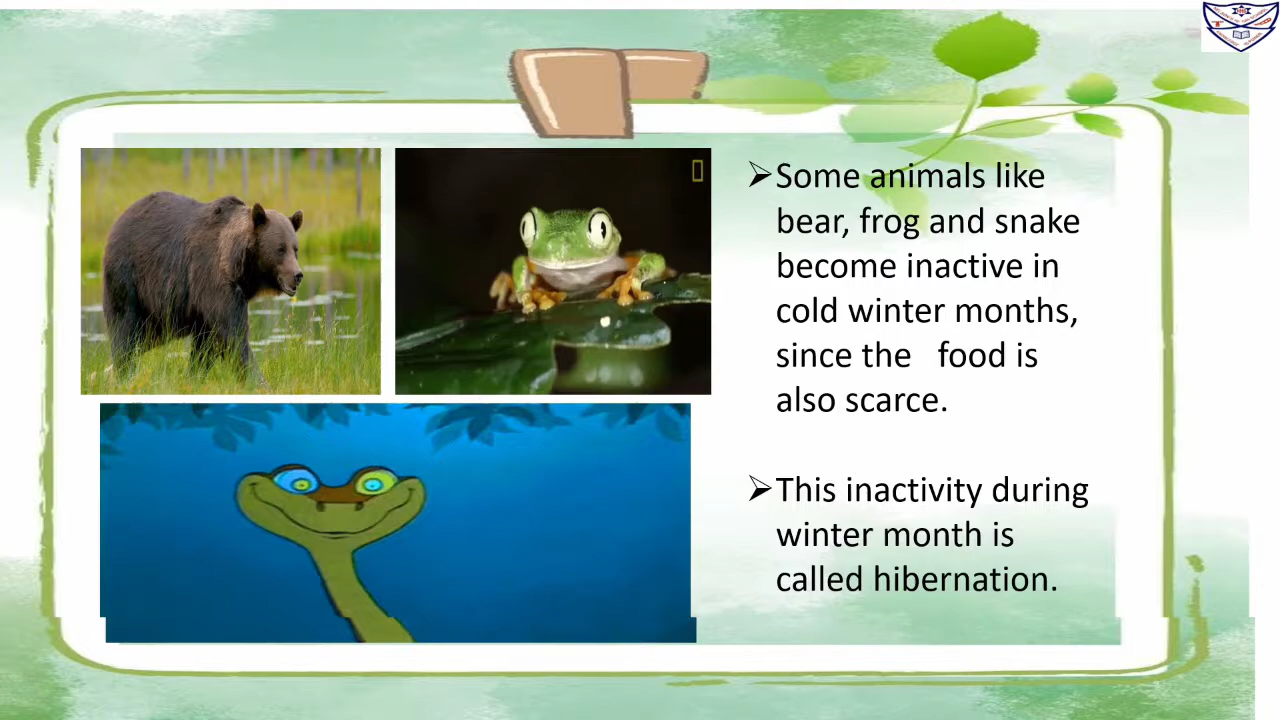 ➢Some animals like
bear, frog and snake
become inactive in
cold winter months,
since the   food is
also scarce.
➢This inactivity during
winter month is
called hibernation.